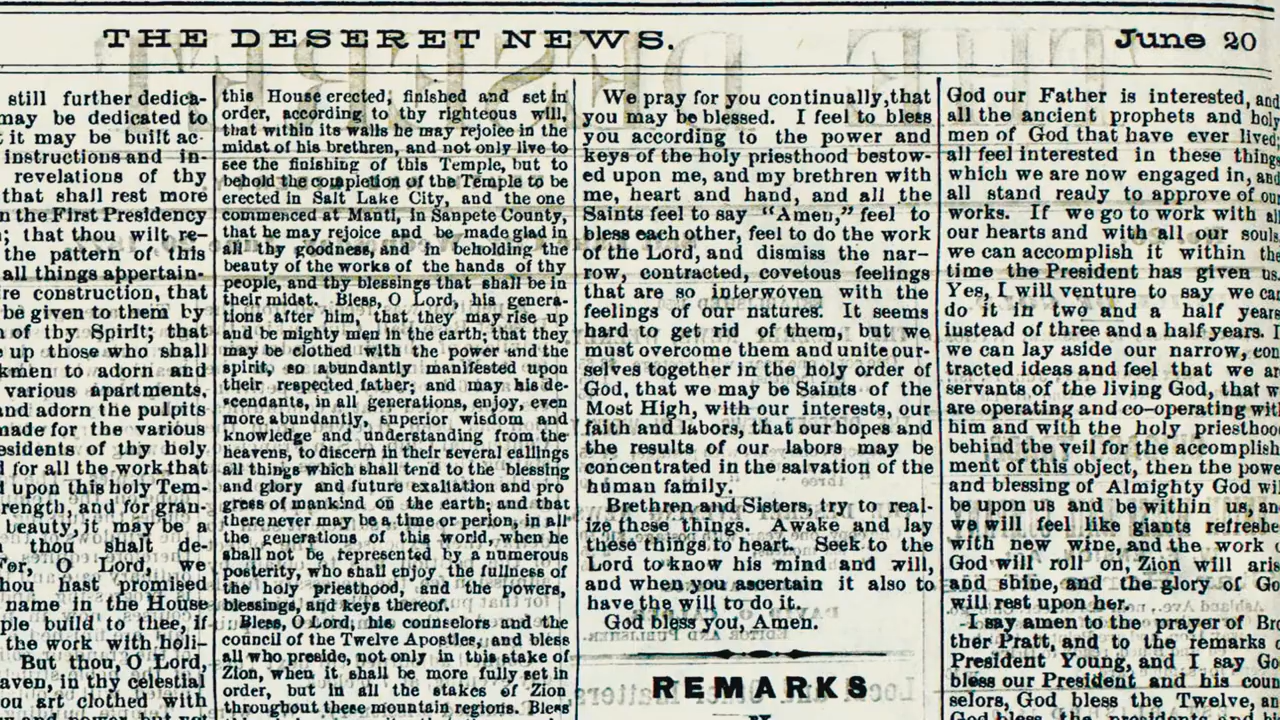 THE DESERET NEWS.
June 20
still further dedica-
may be dedicated to
it may be built ac-
instructions and in-
revelations of thy
that shall rest more
n the First Presidency
; that thou wilt re-
the pattern of this
all things appertain-
re construction, that
be given to them by
n of thy Spirit; that
e up those who shall
kmen to adorn and
various apartments,
and adorn the pulpits
made for the various
esidents of thy holy
d for all the work that
d upon this holy Tem-
rength, and for gran-
beauty, it may be a
thou shalt de-
er, O Lord, we
hou hast promised
name in the House
ple build to thee, if
the work with holi-
But thou, O Lord,
aven, in thy celestial
ou art clothed with
and power but yet
this House erected, finished and set in
order, according to thy righteous will,
that within its walls he may rejoice in the
midst of his brethren, and not only live to
see the finishing of this Temple, but to
behold the completion of the Temple to be
erected in Salt Lake City, and the one
commenced at Manti, in Sanpete County,
that he may rejoice and be made glad in
all thy goodness, and in beholding the
beauty of the works of the hands of thy
people, and thy blessings that shall be in
their midst. Bless, O Lord, his genera-
tions after him, that they may rise up
and be mighty men in the earth; that they
may be clothed with the power and the
spirit, so abundantly manifested upon
their respected father; and may his de-
scendants, in all generations, enjoy, even
more abundantly, superior wisdom and
knowledge and understanding from the
heavens, to discern in their several callings
all things which shall tend to the blessing
and glory and future exaltation and pro
gress of mankind on the earth; and that
there never may be a time or perion, in all
the generations of this world, when he
shall not be represented by a numerous
posterity, who shall enjoy the fullness of
the holy priesthood, and the powers,
blessings, and keys thereof.
Bless, O Lord, his counselors and the
council of the Twelve Apostles, and bless
all who preside, not only in this stake of
Zion, when it shall be more fully set in
order, but in all the stakes of Zion
throughout these mountain regions. Bless
We pray for you continually, that
you may be blessed. I feel to bless
you according to the power and
keys of the holy priesthood bestow-
ed upon me, and my brethren with
me, heart and hand, and all the
Saints feel to say "Amen," feel to
bless each other, feel to do the work
of the Lord, and dismiss the nar-
row, contracted, covetous feelings
that are so interwoven with the
feelings of our natures. It seems
hard to get rid of them, but we
must overcome them and unite our-
selves together in the holy order of
God, that we may be Saints of the
Most High, with our interests, our
faith and labors, that our hopes and
the results of our labors may be
concentrated in the salvation of the
human family.
Brethren and Sisters, try to real-
ize these things. Awake and lay
these things to heart. Seek to the
Lord to know his mind and will,
and when you ascertain it also to
have the will to do it.
God bless you, Amen.
REMARKS
God our Father is interested, and
all the ancient prophets and holy
men of God that have ever lived,
all feel interested in these things
which we are now engaged in, and
all stand ready to approve of our
works. If we go to work with all
our hearts and with all our souls,
we can accomplish it within the
time the President has given us.
Yes, I will venture to say we can
do it in two and a half years
iustead of three and a half years. I
we can lay aside our narrow, con
tracted ideas and feel that we ar
servants of the living God, that w
are operating and co-operating with
him and with the holy priesthood
behind the veil for the accomplish
ment of this object, then the powe
and blessing of Almighty God wil
be upon us and be within us, an
we will feel like giants refreshe
with new wine, and the work o
God will roll on, Zion will aris
and shine, and the glory of Go
will rest upon her.
I say amen to the prayer of Bro
ther Pratt, and to the remarks o
President Young, and I say Go
bless our President and his coun
selors, God bless the Twelve, an
God bless the